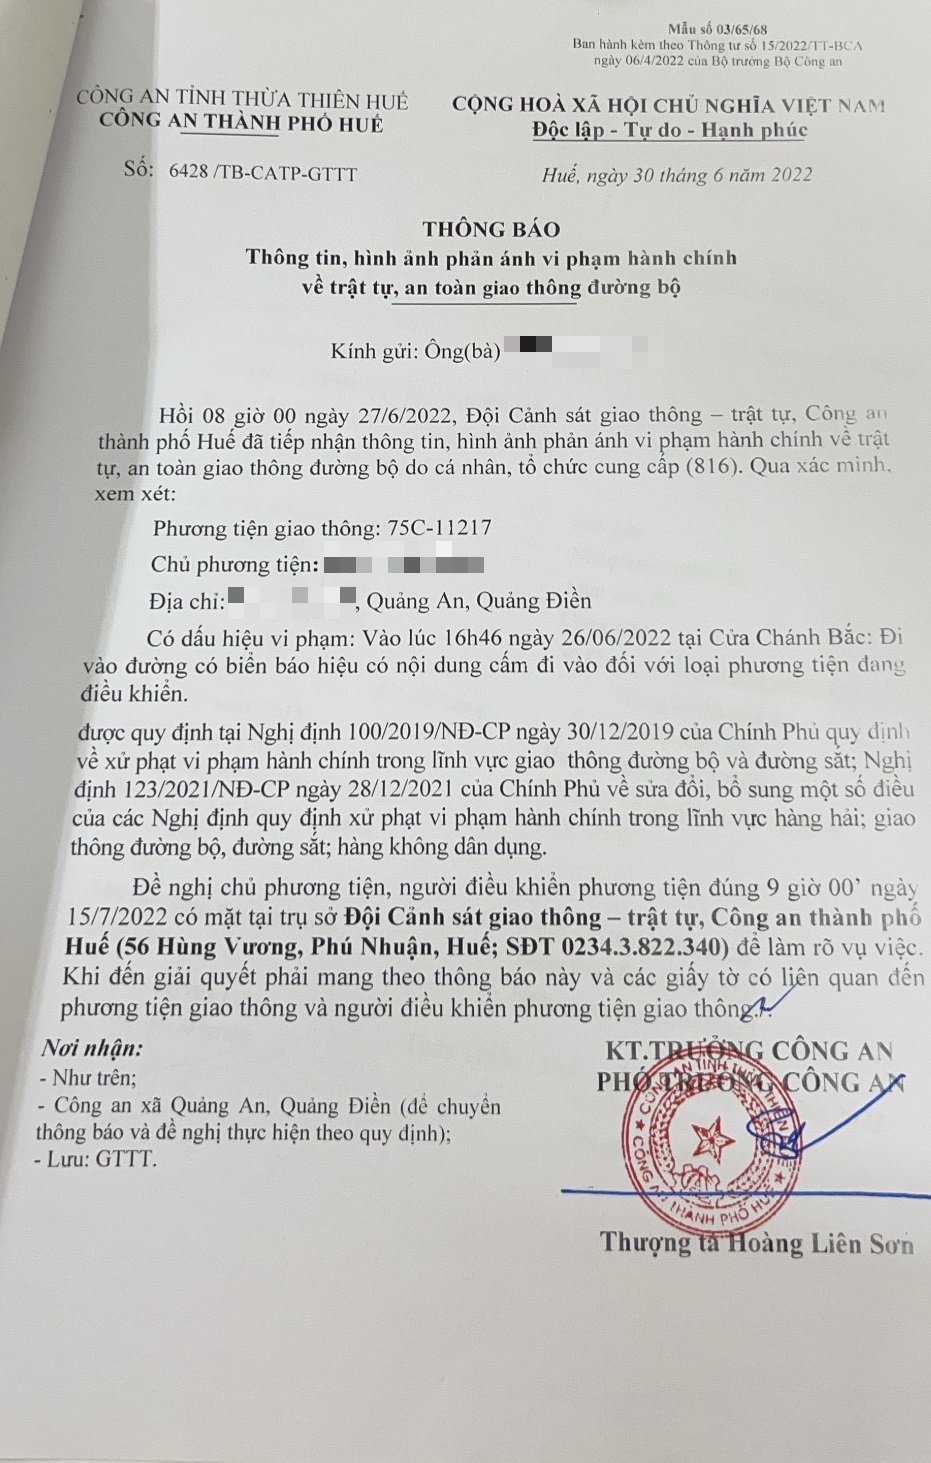 Mẫu số 03/65/68
Ban hành kèm theo Thông tư số 15/2022/TT-BCA
ngày 06/4/2022 của Bộ trưởng Bộ Công an
CÔNG AN TỈNH THỪA THIÊN HUẾ
CÔNG AN THÀNH PHỐ HUẾ
CỘNG HOÀ XÃ HỘI CHỦ NGHĨA VIỆT NAM
Độc lập - Tự do - Hạnh phúc
Số: 6428 /TB-CATP-GTTT
Huế, ngày 30 tháng 6 năm 2022
THÔNG BÁO
Thông tin, hình ảnh phản ánh vi phạm hành chính
về trật tự, an toàn giao thông đường bộ
Kính gửi: Ông(bà)
Hồi 08 giờ 00 ngày 27/6/2022, Đội Cảnh sát giao thông – trật tự, Công an
thành phố Huế đã tiếp nhận thông tin, hình ảnh phản ánh vi phạm hành chính về trật
tự, an toàn giao thông đường bộ do cá nhân, tổ chức cung cấp (816). Qua xác minh,
xem xét:
Phương tiện giao thông: 75C-11217
Chủ phương tiện:
Địa chỉ: , Quảng An, Quảng Điền
Có dấu hiệu vi phạm: Vào lúc 16h46 ngày 26/06/2022 tại Cửa Chánh Bắc: Đi
vào đường có biển báo hiệu có nội dung cấm đi vào đối với loại phương tiện đang
điều khiển.
được quy định tại Nghị định 100/2019/NĐ-CP ngày 30/12/2019 của Chính Phủ quy định
về xử phạt vi phạm hành chính trong lĩnh vực giao thông đường bộ và đường sắt; Nghị
định 123/2021/NĐ-CP ngày 28/12/2021 của Chính Phủ về sửa đổi, bổ sung một số điều
của các Nghị định quy định xử phạt vi phạm hành chính trong lĩnh vực hàng hải; giao
thông đường bộ, đường sắt; hàng không dân dụng.
Đề nghị chủ phương tiện, người điều khiển phương tiện đúng 9 giờ 00’ ngày
15/7/2022 có mặt tại trụ sở Đội Cảnh sát giao thông – trật tự, Công an thành phố
Huế (56 Hùng Vương, Phú Nhuận, Huế; SĐT 0234.3.822.340) để làm rõ vụ việc.
Khi đến giải quyết phải mang theo thông báo này và các giấy tờ có liên quan đến
phương tiện giao thông và người điều khiển phương tiện giao thông./.
Nơi nhận:
- Như trên;
- Công an xã Quảng An, Quảng Điền (để chuyển
thông báo và đề nghị thực hiện theo quy định);
- Lưu: GTTT.
KT.TRƯỞNG CÔNG AN
PHÓ TRƯỞNG CÔNG AN
CÔNG AN TỈNH THỪA THIÊN HUẾ
CÔNG AN THÀNH PHỐ HUẾ
Thượng tá Hoàng Liên Sơn